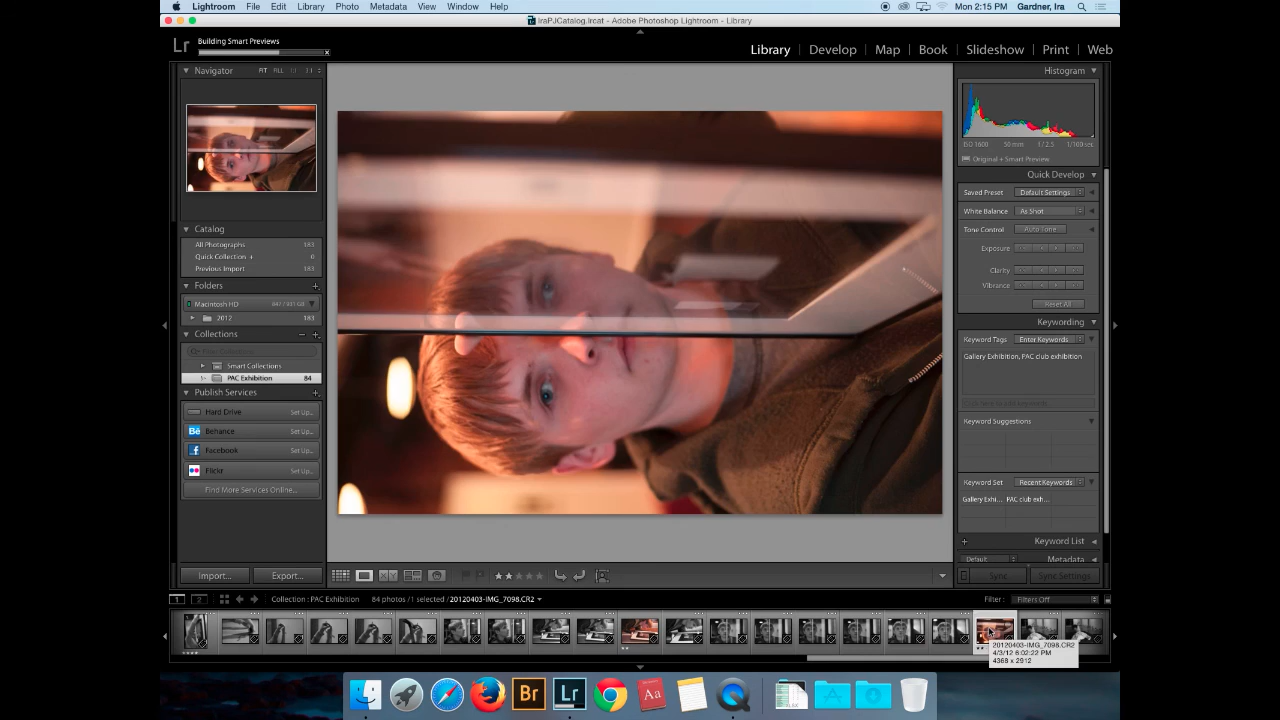 Lightroom File Edit Library Photo Metadata View Window Help Mon 2:15 PM Gardner, Ira
IraPJCatalog.lrcat - Adobe Photoshop Lightroom - Library
Lr Building Smart Previews
Library Develop Map Book Slideshow Print Web
Navigator FIT FILL 1:1
Catalog
All Photographs 183
Quick Collection + 0
Previous Import 183
Folders
Macintosh HD
2012 183
Collections
Smart Collections
PAC Exhibition 84
Publish Services
Hard Drive Set Up...
Bē Behance Set Up...
Facebook Set Up...
Flickr Set Up...
Find More Services Online...
Import... Export...
Histogram
ISO 1600 50 mm f / 2.5 1/100 sec
Original + Smart Preview
Quick Develop
Saved Preset Default Settings
White Balance As Shot
Tone Control Auto Tone
Exposure
Clarity
Vibrance
Reset All
Keywording
Keyword Tags Enter Keywords
Gallery Exhibition, PAC club exhibition
Keyword Suggestions
Keyword Set Recent Keywords
Gallery Exhi... PAC club exh...
Keyword List
Default Metadata
Sync Sync Settings
1 2 Collection : PAC Exhibition 84 photos /1 selected /20120403-IMG_7098.CR2 Filter : Filters Off
20120403-IMG_7098.CR2
4/3/12 6:02:22 PM
4368 x 2912
Br Lr Aa